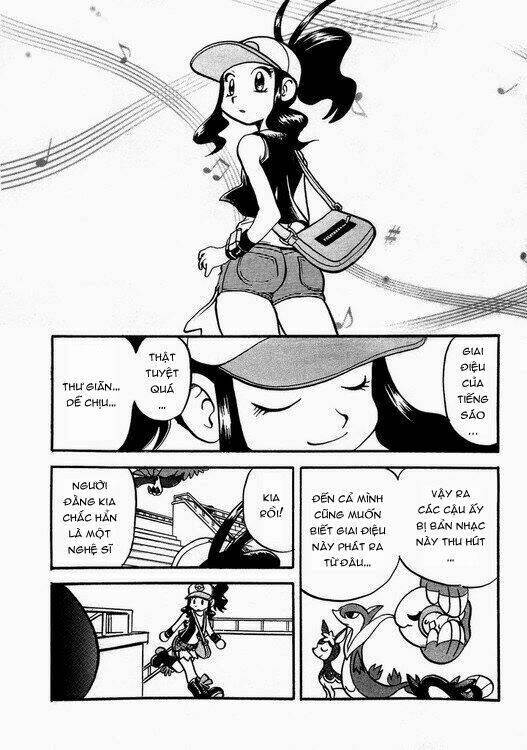 GIAI
ĐIỆU
CỦA
TIẾNG
SÁO
...
THẬT
TUYỆT
QUÁ
...
THƯ GIÃN...
DỄ CHỊU...
VẬY RA
CÁC CẬU ẤY
BỊ BẢN NHẠC
NÀY THU HÚT
...
ĐẾN CẢ MÌNH
CŨNG MUỐN
BIẾT GIAI ĐIỆU
NÀY PHÁT RA
TỪ ĐÂU...
KIA
RỒI!
NGƯỜI
ĐẰNG KIA
CHẮC HẲN
LÀ MỘT
NGHỆ SĨ